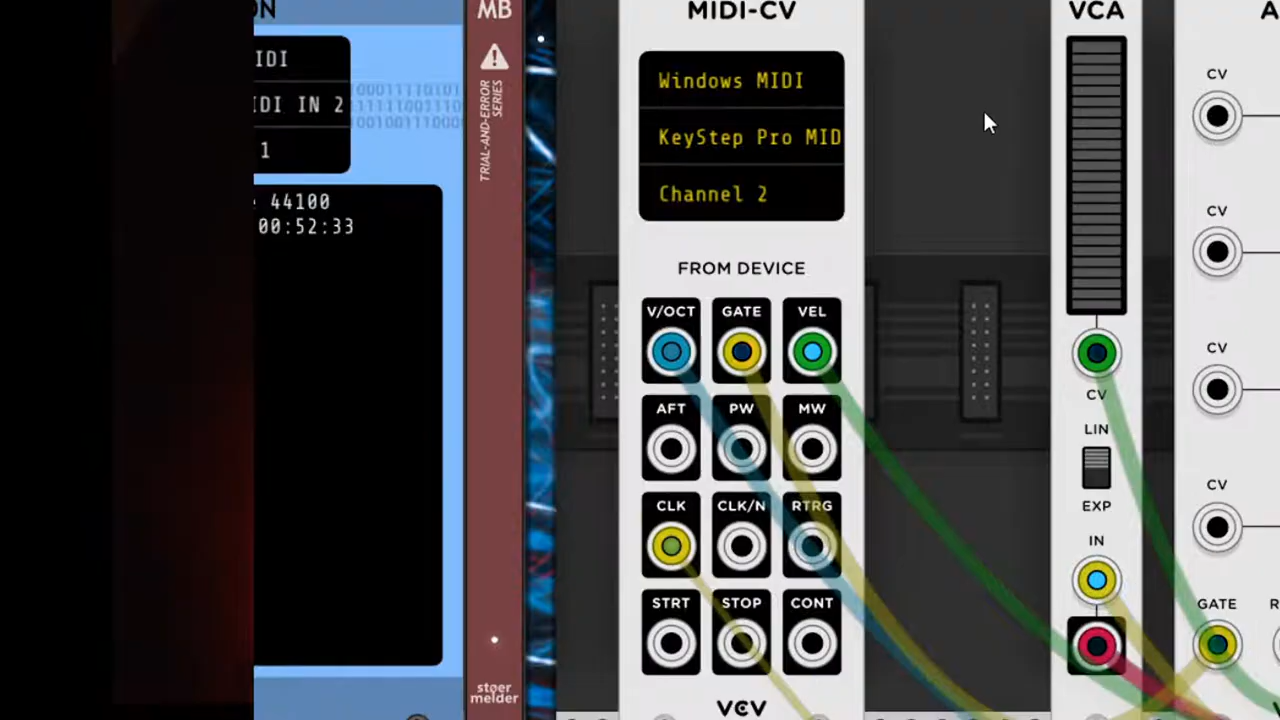 ON
IDI
IDI IN 2
1
44100
00:52:33
MB
TRIAL-AND-ERROR
SERIES
stoer
melder
MIDI-CV
Windows MIDI
KeyStep Pro MID
Channel 2
FROM DEVICE
V/OCT GATE VEL
AFT PW MW
CLK CLK/N RTRG
STRT STOP CONT
VCV
VCA
CV
LIN
EXP
IN
A
CV
CV
CV
CV
GATE R